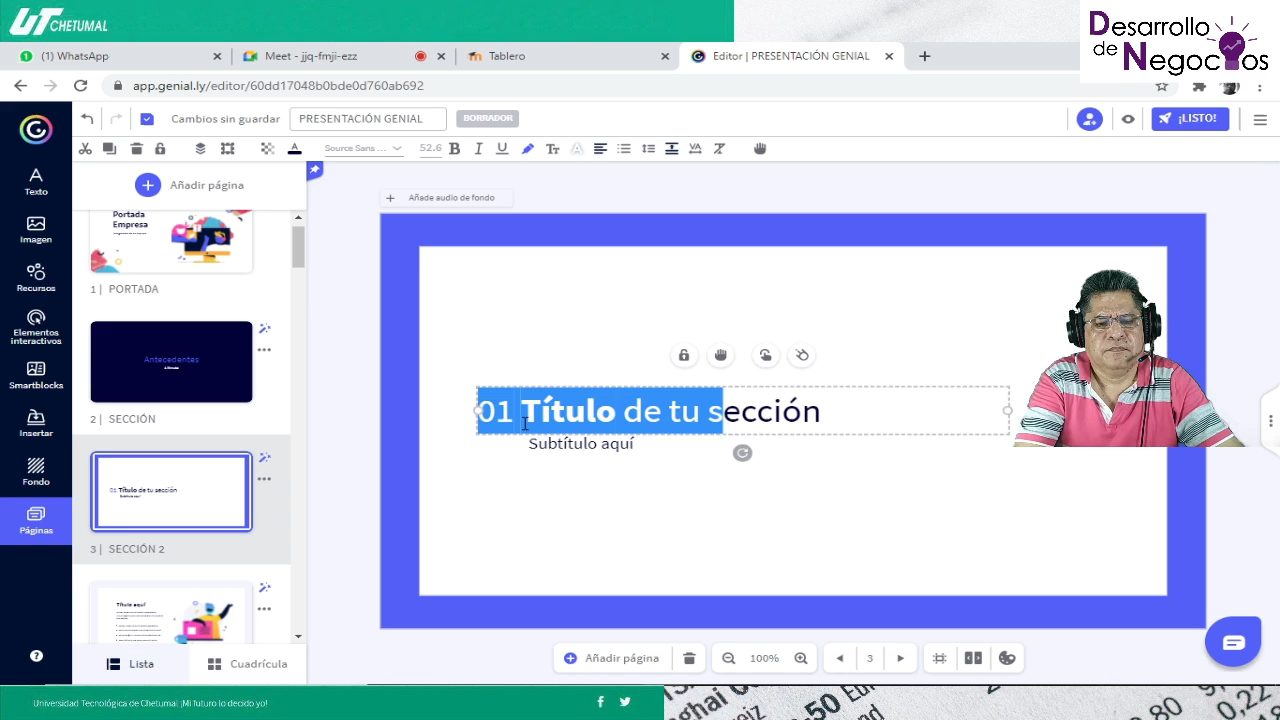 UT CHETUMAL
Desarrollo
de
Negocios
(1) WhatsApp
Meet - jjq-fmji-ezz
Tablero
Editor | PRESENTACIÓN GENIAL
app.genial.ly/editor/60dd17048b0bde0d760ab692
Cambios sin guardar
PRESENTACIÓN GENIAL
BORRADOR
¡LISTO!
Source Sans ...
52.6
Texto
Imagen
Recursos
Elementos
interactivos
Smartblocks
Insertar
Fondo
Páginas
Añadir página
Portada
Empresa
1 | PORTADA
Antecedentes
2 | SECCIÓN
01 Título de tu sección
Subtítulo aquí
3 | SECCIÓN 2
Título aquí
Lista
Cuadrícula
Añade audio de fondo
01 Título de tu sección
Subtítulo aquí
Añadir página
100%
3
Universidad Tecnológica de Chetumal ¡Mi futuro lo decido yo!